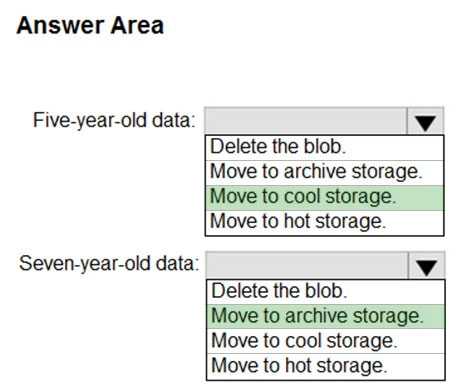 Answer Area
Five-year-old data:
Delete the blob.
Move to archive storage.
Move to cool storage.
Move to hot storage.
Seven-year-old data:
Delete the blob.
Move to archive storage.
Move to cool storage.
Move to hot storage.